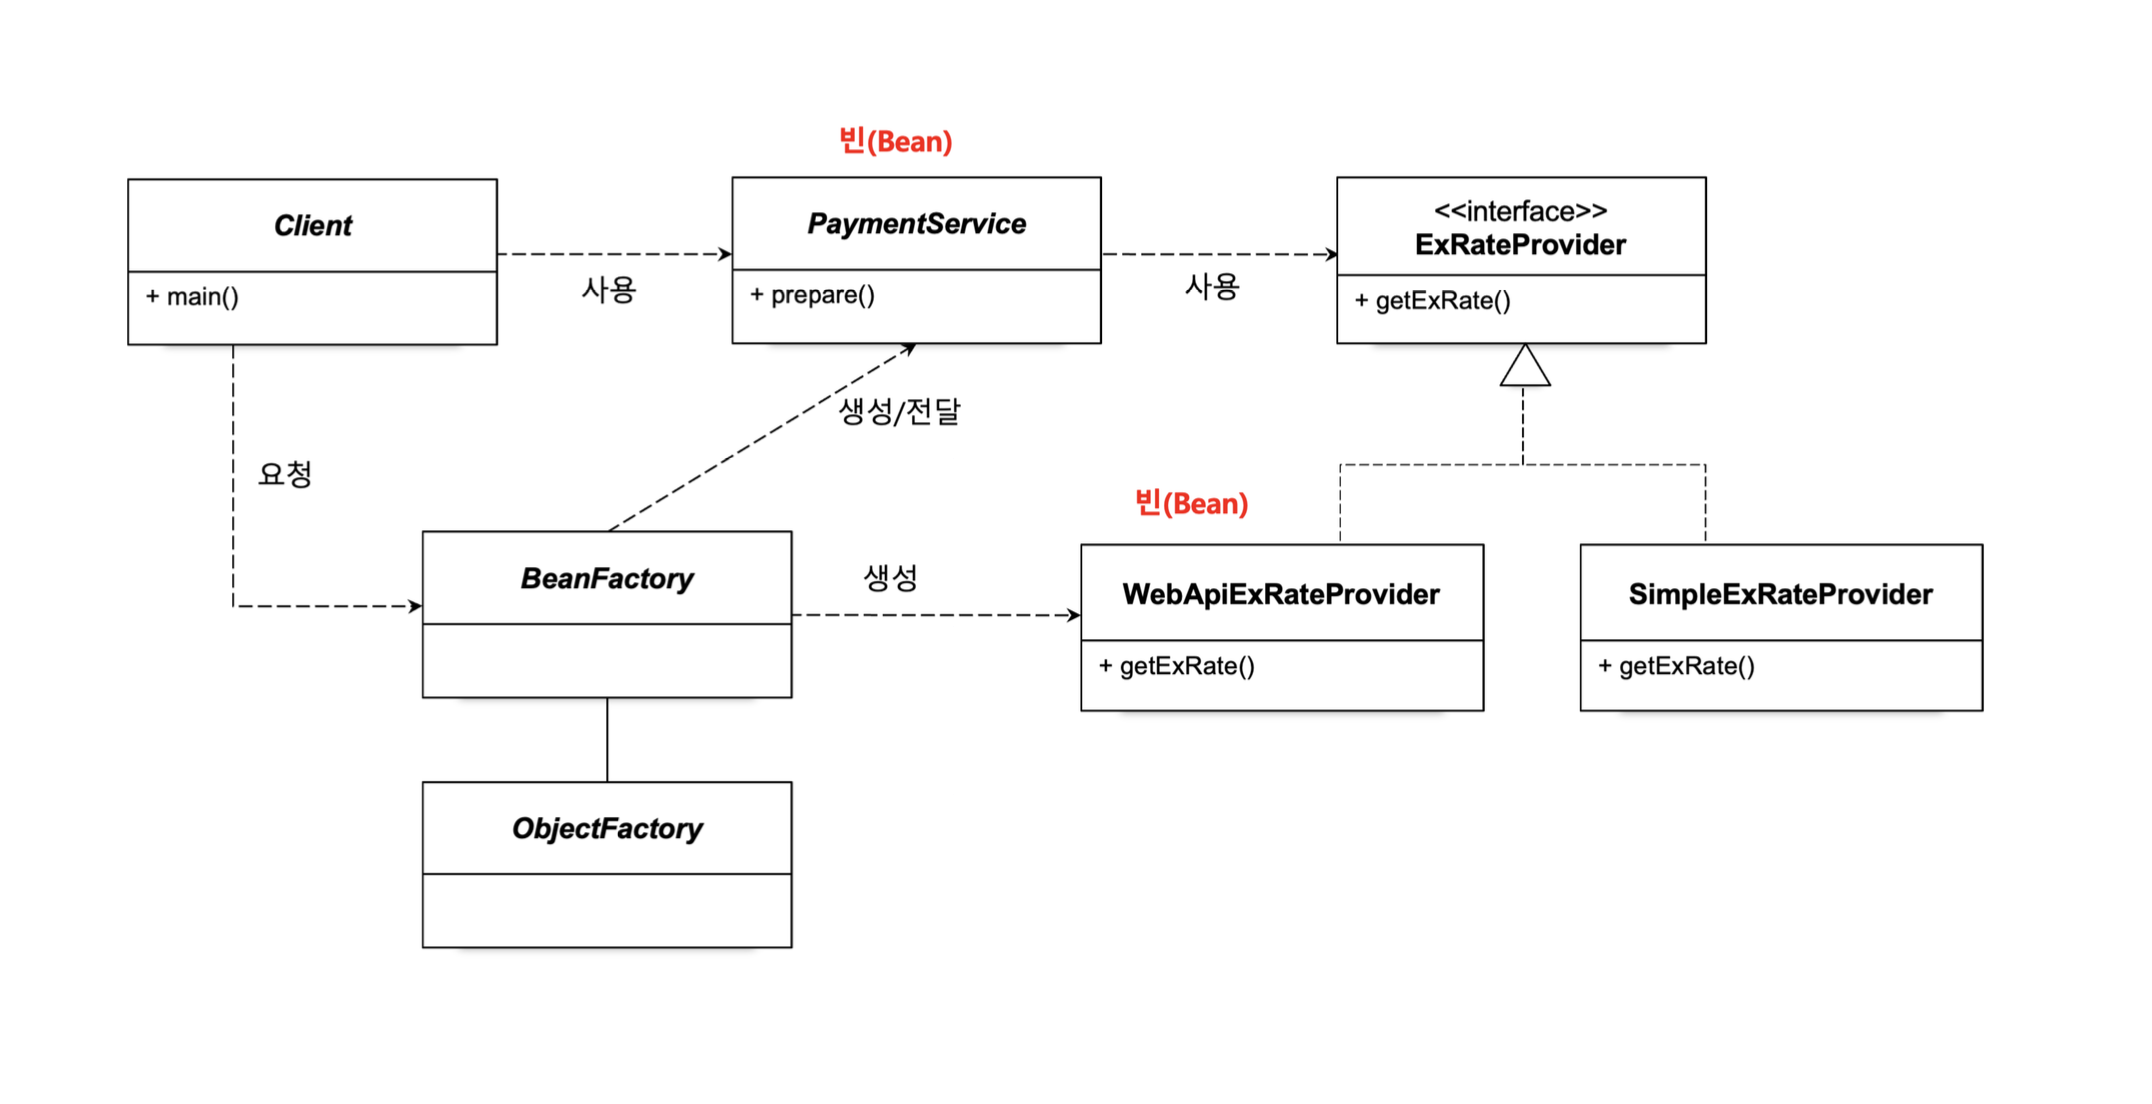 빈(Bean)
Client
+ main()
사용
PaymentService
+ prepare()
사용
<<interface>>
ExRateProvider
+ getExRate()
생성/전달
요청
빈(Bean)
BeanFactory
생성
WebApiExRateProvider
+ getExRate()
SimpleExRateProvider
+ getExRate()
ObjectFactory